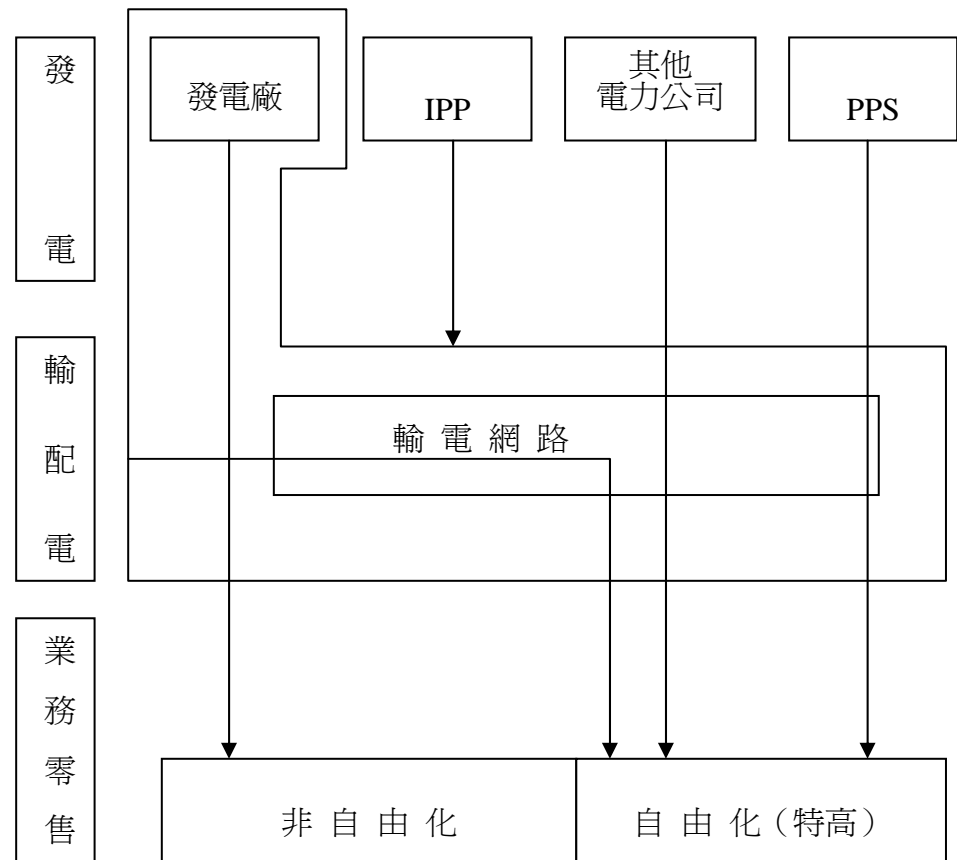 發電
發電廠
IPP
其他
電力公司
PPS
輸配電
輸電網路
業務零售
非自由化
自由化（特高）